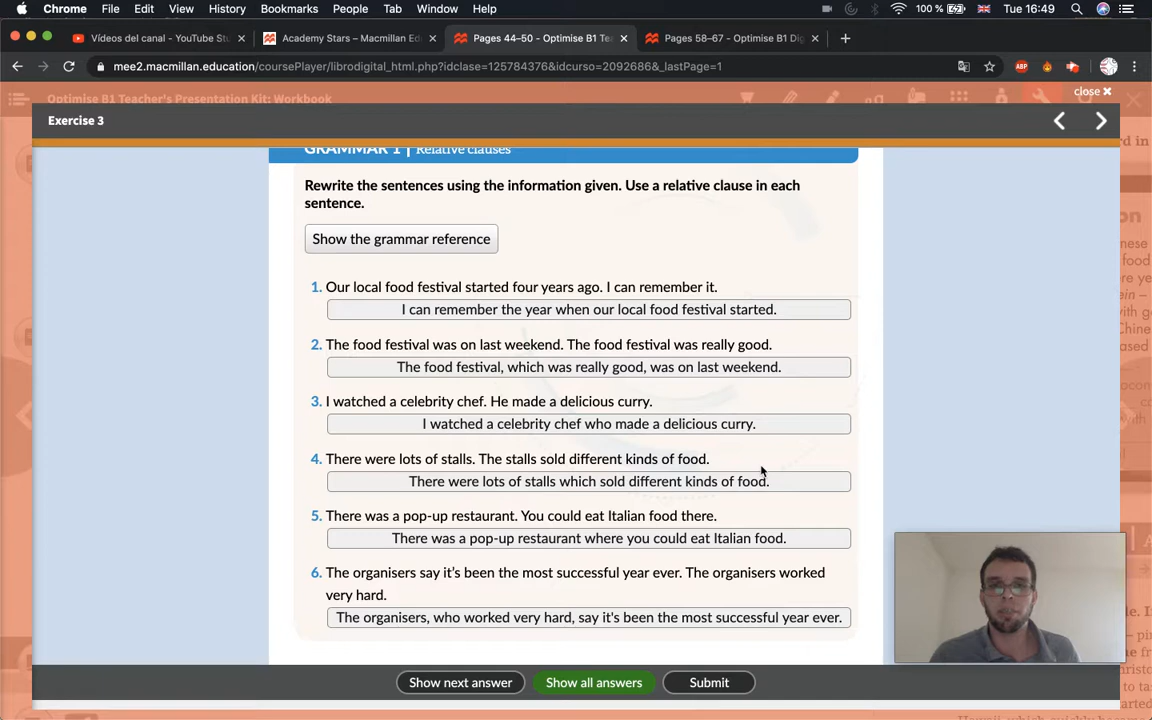 Chrome File Edit View History Bookmarks People Tab Window Help 100 % Tue 16:49
Vídeos del canal - YouTube Stu
Academy Stars – Macmillan Ed
Pages 44–50 – Optimise B1 Tea
Pages 58–67 - Optimise B1 Dig
mee2.macmillan.education/coursePlayer/librodigital_html.php?idclase=125784376&idcurso=2092686&_lastPage=1
ABP
close
Optimise B1 Teacher's Presentation Kit: Workbook
Exercise 3
GRAMMAR 1 | Relative clauses
Rewrite the sentences using the information given. Use a relative clause in each
sentence.
Show the grammar reference
1. Our local food festival started four years ago. I can remember it.
I can remember the year when our local food festival started.
2. The food festival was on last weekend. The food festival was really good.
The food festival, which was really good, was on last weekend.
3. I watched a celebrity chef. He made a delicious curry.
I watched a celebrity chef who made a delicious curry.
4. There were lots of stalls. The stalls sold different kinds of food.
There were lots of stalls which sold different kinds of food.
5. There was a pop-up restaurant. You could eat Italian food there.
There was a pop-up restaurant where you could eat Italian food.
6. The organisers say it's been the most successful year ever. The organisers worked
very hard.
The organisers, who worked very hard, say it's been the most successful year ever.
Show next answer
Show all answers
Submit